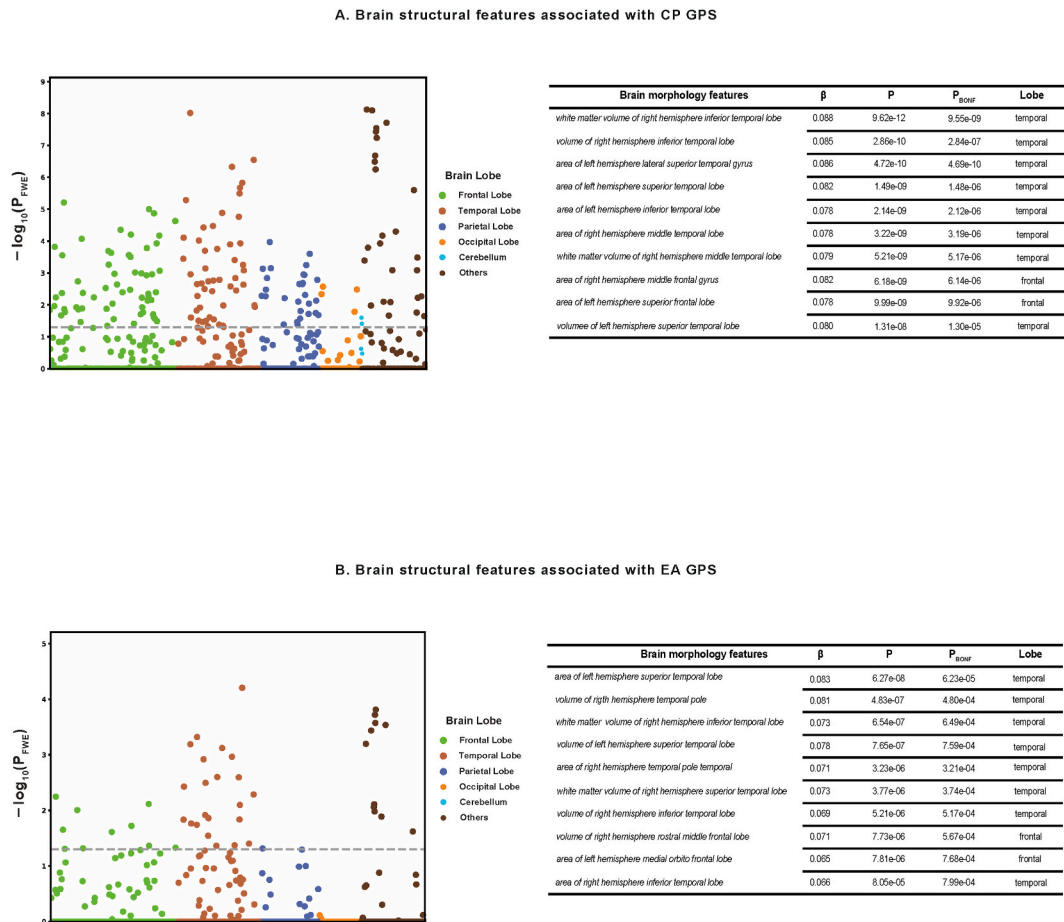 A. Brain structural features associated with CP GPS
9
8
7
6
5
4
3
2
1
0
− log10(PFWE)
Brain Lobe
Frontal Lobe
Temporal Lobe
Parietal Lobe
Occipital Lobe
Cerebellum
Others
Brain morphology features β P PBONF Lobe
white matter volume of right hemisphere inferior temporal lobe 0.088 9.62e-12 9.55e-09 temporal
volume of right hemisphere inferior temporal lobe 0.085 2.86e-10 2.84e-07 temporal
area of left hemisphere lateral superior temporal gyrus 0.086 4.72e-10 4.69e-10 temporal
area of left hemisphere superior temporal lobe 0.082 1.49e-09 1.48e-06 temporal
area of left hemisphere inferior temporal lobe 0.078 2.14e-09 2.12e-06 temporal
area of right hemisphere middle temporal lobe 0.078 3.22e-09 3.19e-06 temporal
white matter volume of right hemisphere middle temporal lobe 0.079 5.21e-09 5.17e-06 temporal
area of right hemisphere middle frontal gyrus 0.082 6.18e-09 6.14e-06 frontal
area of left hemisphere superior frontal lobe 0.078 9.99e-09 9.92e-06 frontal
volumee of left hemisphere superior temporal lobe 0.080 1.31e-08 1.30e-05 temporal
B. Brain structural features associated with EA GPS
5
4
3
2
1
0
− log10(PFWE)
Brain Lobe
Frontal Lobe
Temporal Lobe
Parietal Lobe
Occipital Lobe
Cerebellum
Others
Brain morphology features β P PBONF Lobe
area of left hemisphere superior temporal lobe 0.083 6.27e-08 6.23e-05 temporal
volume of rigth hemisphere temporal pole 0.081 4.83e-07 4.80e-04 temporal
white matter volume of right hemisphere inferior temporal lobe 0.073 6.54e-07 6.49e-04 temporal
volume of left hemisphere superior temporal lobe 0.078 7.65e-07 7.59e-04 temporal
area of right hemisphere temporal pole temporal 0.071 3.23e-06 3.21e-04 temporal
white matter volume of right hemisphere superior temporal lobe 0.073 3.77e-06 3.74e-04 temporal
volume of right hemisphere inferior temporal lobe 0.069 5.21e-06 5.17e-04 temporal
volume of right hemisphere rostral middle frontal lobe 0.071 7.73e-06 5.67e-04 frontal
area of left hemisphere medial orbito frontal lobe 0.065 7.81e-06 7.68e-04 frontal
area of right hemisphere inferior temporal lobe 0.066 8.05e-05 7.99e-04 temporal